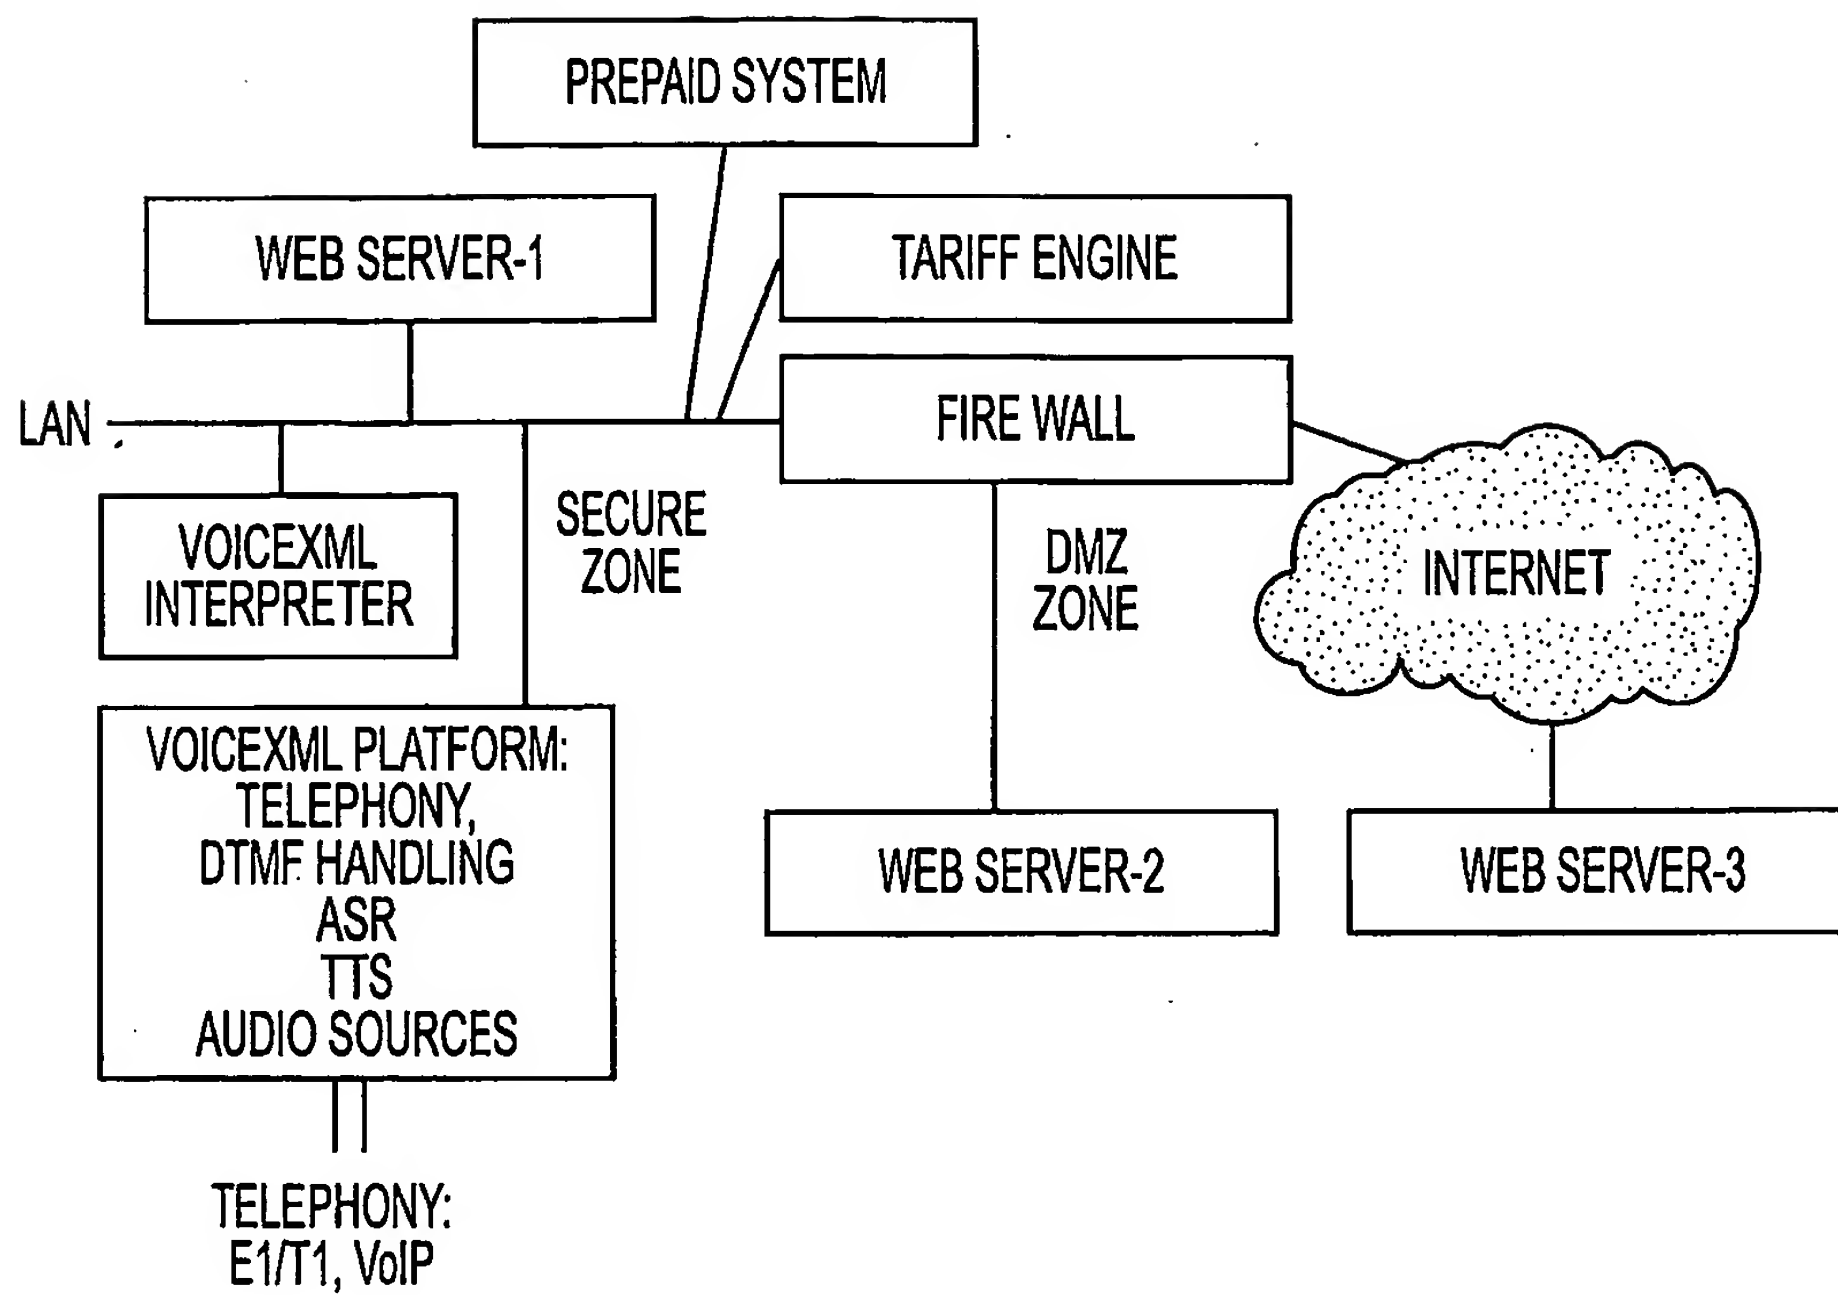 PREPAID SYSTEM
WEB SERVER-1
TARIFF ENGINE
LAN
FIRE WALL
SECURE
ZONE
VOICEXML
INTERPRETER
DMZ
ZONE
INTERNET
VOICEXML PLATFORM:
TELEPHONY,
DTMF HANDLING
ASR
TTS
AUDIO SOURCES
WEB SERVER-2
WEB SERVER-3
TELEPHONY:
E1/T1, VoIP